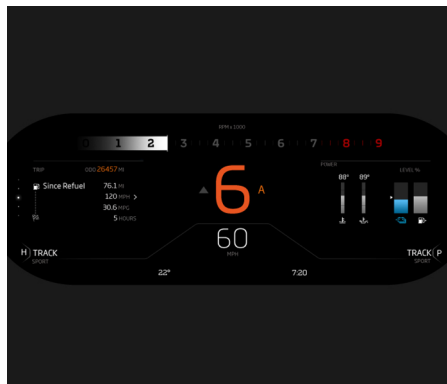 RPM x 1000
0 1 2 3 4 5 6 7 8 9
TRIP ODO 26457 MI
Since Refuel 76.1 MI
120 MPH >
30.6 MPG
5 HOURS
6 A
POWER
LEVEL %
88° 89°
60
MPH
H) TRACK
SPORT
TRACK (P
SPORT
22° 7:20